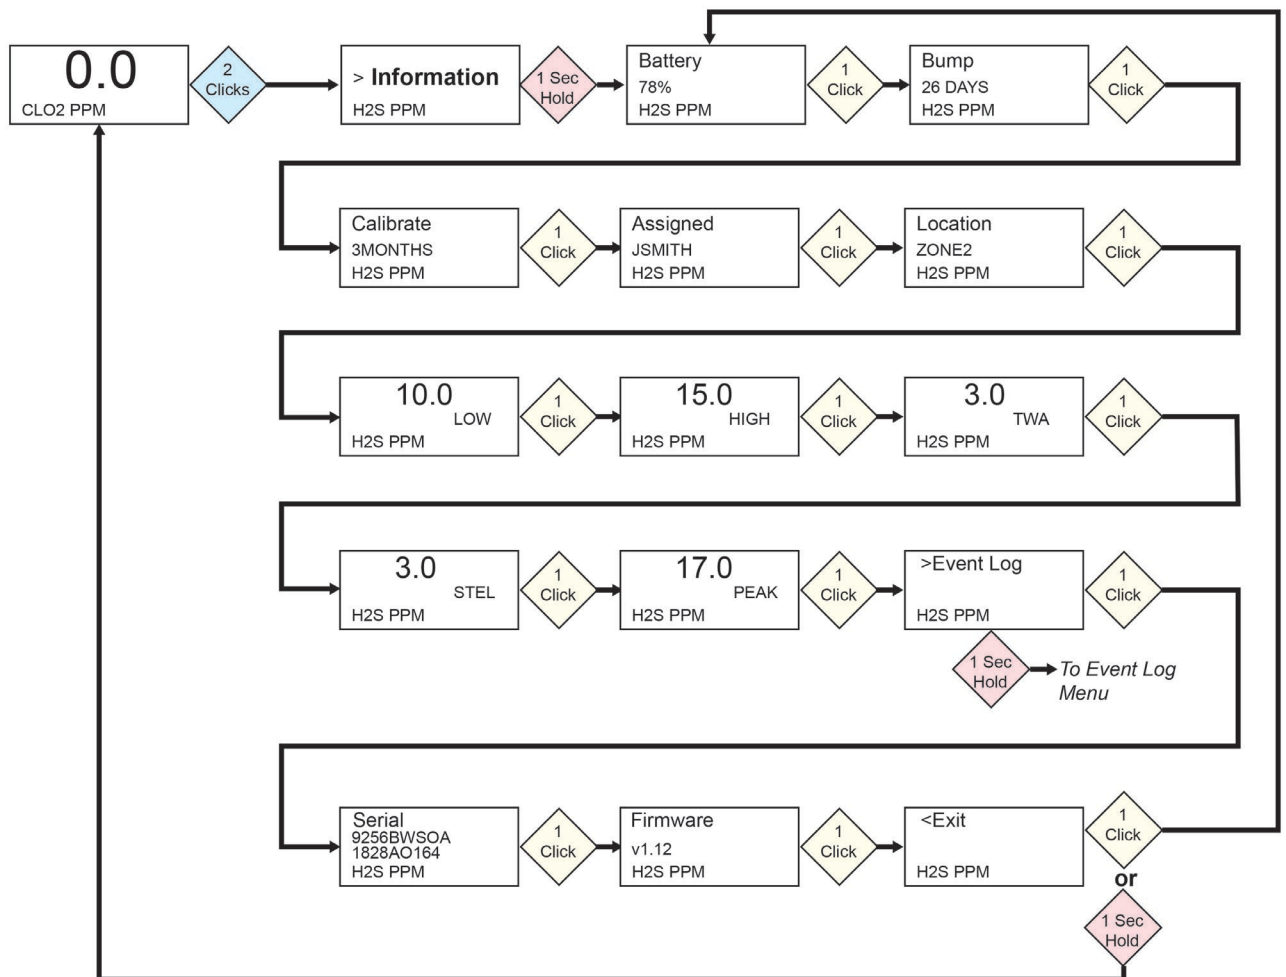 0.0
CLO2 PPM
2
Clicks
> Information
H2S PPM
1 Sec
Hold
Battery
78%
H2S PPM
1
Click
Bump
26 DAYS
H2S PPM
1
Click
Calibrate
3MONTHS
H2S PPM
1
Click
Assigned
JSMITH
H2S PPM
1
Click
Location
ZONE2
H2S PPM
1
Click
10.0
LOW
H2S PPM
1
Click
15.0
HIGH
H2S PPM
1
Click
3.0
TWA
H2S PPM
1
Click
3.0
STEL
H2S PPM
1
Click
17.0
PEAK
H2S PPM
1
Click
>Event Log
H2S PPM
1
Click
1 Sec
Hold
To Event Log
Menu
Serial
9256BWSOA
1828AO164
H2S PPM
1
Click
Firmware
v1.12
H2S PPM
1
Click
<Exit
H2S PPM
1
Click
or
1 Sec
Hold